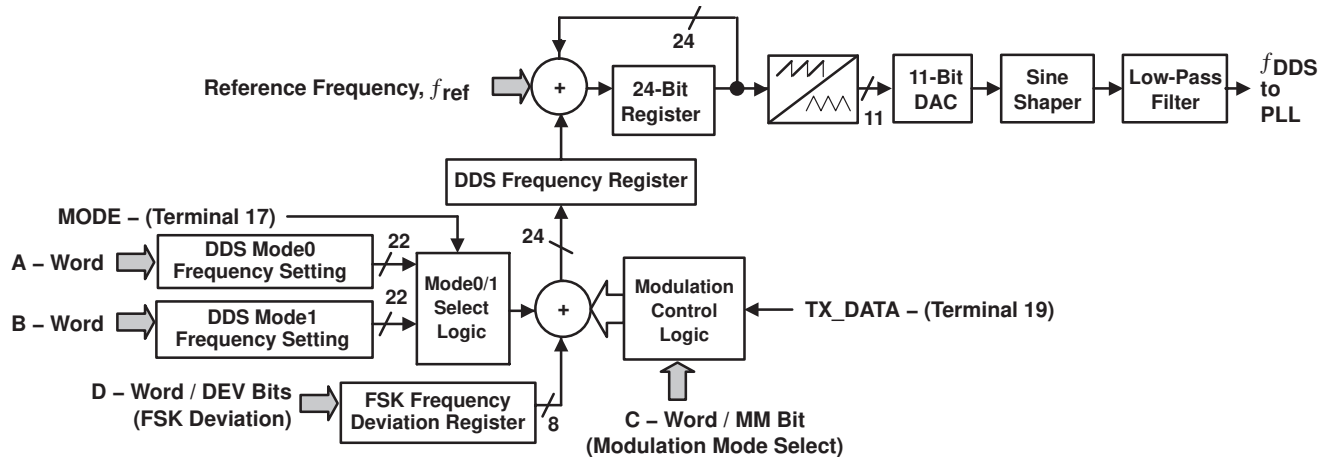 24
Reference Frequency, fref
+
24-Bit
Register
11
11-Bit
DAC
Sine
Shaper
Low-Pass
Filter
fDDS
to
PLL
DDS Frequency Register
MODE – (Terminal 17)
24
A – Word
DDS Mode0
Frequency Setting
22
B – Word
DDS Mode1
Frequency Setting
22
Mode0/1
Select
Logic
+
Modulation
Control
Logic
TX_DATA – (Terminal 19)
D – Word / DEV Bits
(FSK Deviation)
FSK Frequency
Deviation Register
8
C – Word / MM Bit
(Modulation Mode Select)